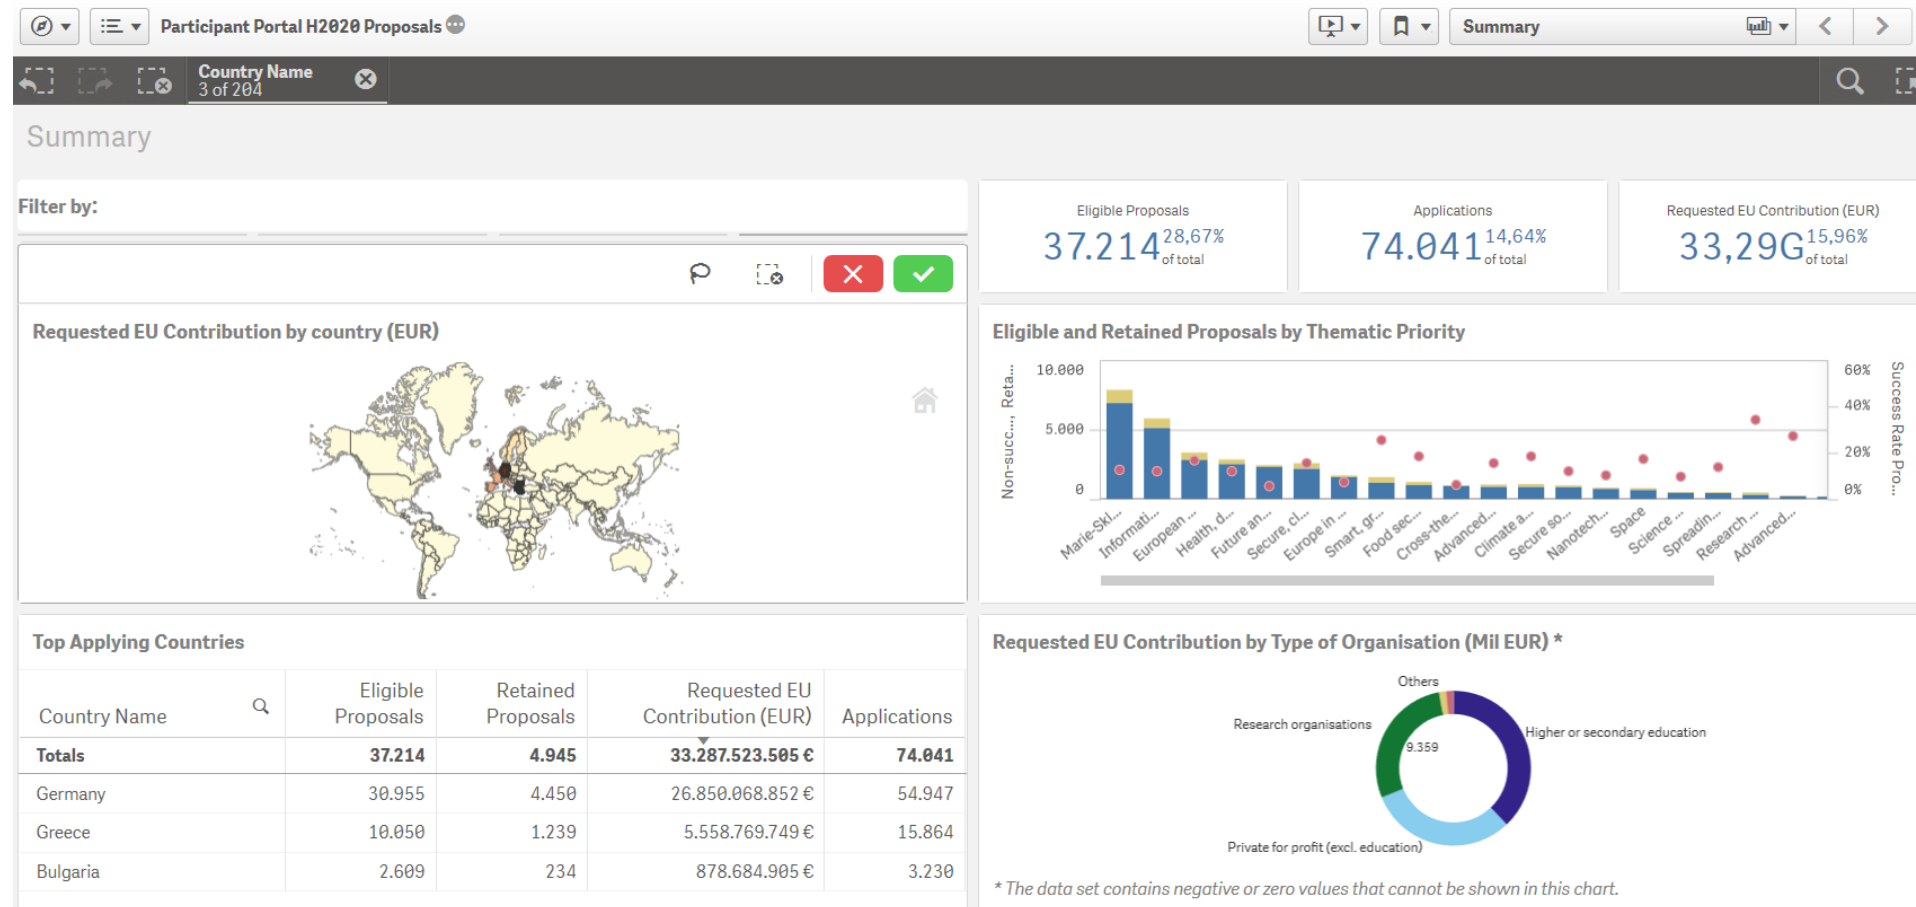 Participant Portal H2020 Proposals
Summary
Country Name
3 of 204
Summary
Filter by:
Eligible Proposals
37.214 28,67%
of total
Applications
74.041 14,64%
of total
Requested EU Contribution (EUR)
33,29G 15,96%
of total
Requested EU Contribution by country (EUR)
Eligible and Retained Proposals by Thematic Priority
Non-succ..., Reta...
10.000
5.000
0
60%
40%
20%
0%
Success Rate Pro...
Marie-Skł...
Informati...
European ...
Health, d...
Future an...
Secure, cl...
Europe in ...
Smart, gr...
Food sec...
Cross-the...
Advanced...
Climate a...
Secure so...
Nanotech...
Space
Science ...
Spreadin...
Research ...
Advanced...
Top Applying Countries
Country Name Eligible Proposals Retained Proposals Requested EU Contribution (EUR) Applications
Totals 37.214 4.945 33.287.523.505 € 74.041
Germany 30.955 4.450 26.850.068.852 € 54.947
Greece 10.050 1.239 5.558.769.749 € 15.864
Bulgaria 2.609 234 878.684.905 € 3.230
Requested EU Contribution by Type of Organisation (Mil EUR) *
Others
Research organisations
9.359
Higher or secondary education
Private for profit (excl. education)
* The data set contains negative or zero values that cannot be shown in this chart.